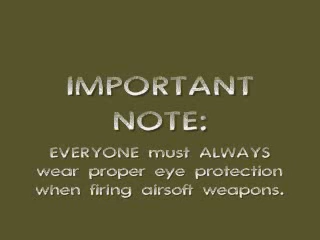 IMPORTANT
NOTE:
EVERYONE must ALWAYS
wear proper eye protection
when firing airsoft weapons.